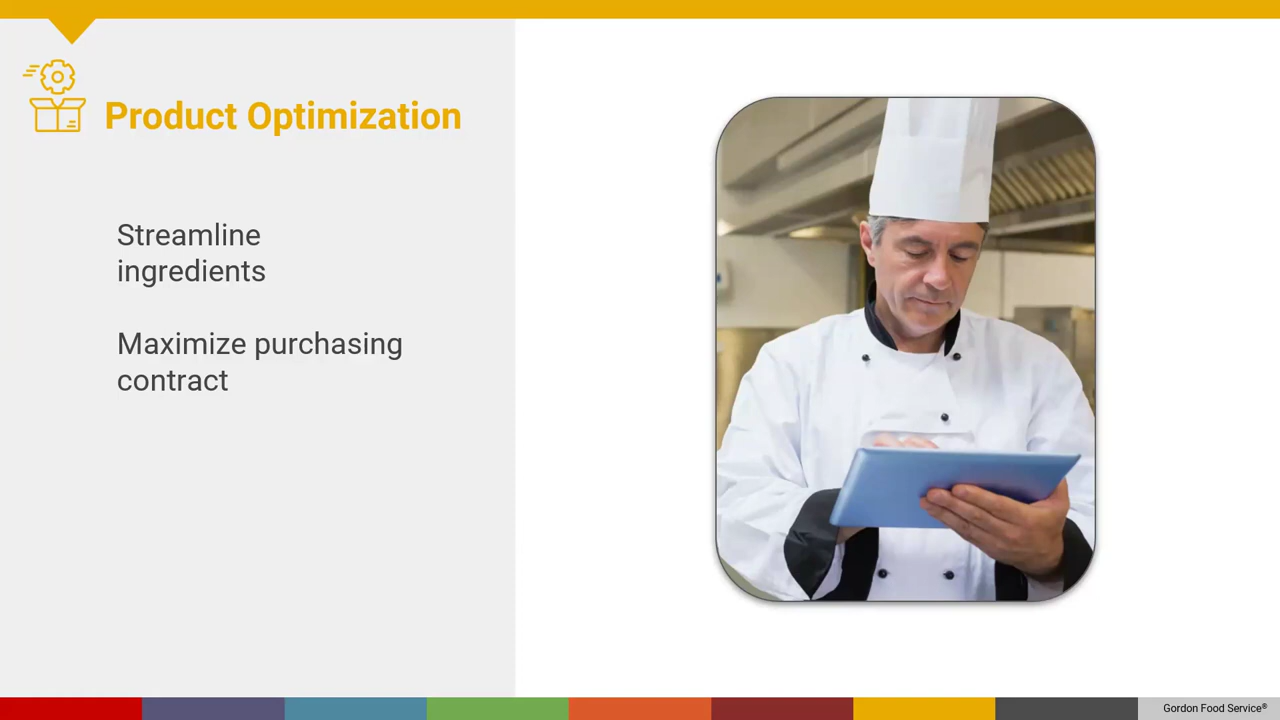 Product Optimization
Streamline
ingredients
Maximize purchasing
contract
Gordon Food Service®